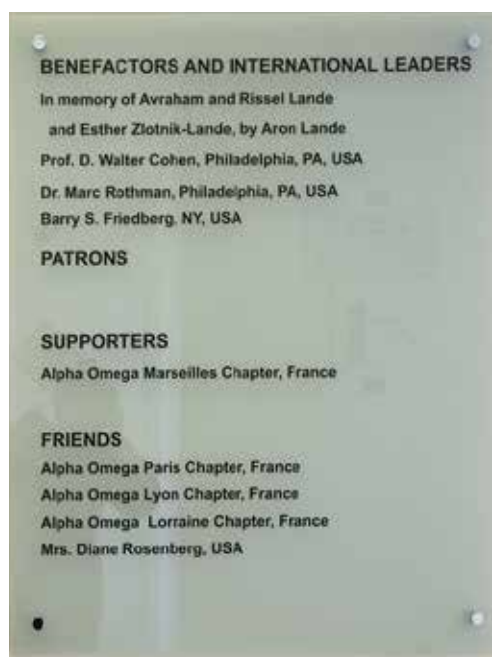 BENEFACTORS AND INTERNATIONAL LEADERS
In memory of Avraham and Rissel Lande
and Esther Zlotnik-Lande, by Aron Lande
Prof. D. Walter Cohen, Philadelphia, PA, USA
Dr. Marc Rothman, Philadelphia, PA, USA
Barry S. Friedberg, NY, USA
PATRONS
SUPPORTERS
Alpha Omega Marseilles Chapter, France
FRIENDS
Alpha Omega Paris Chapter, France
Alpha Omega Lyon Chapter, France
Alpha Omega Lorraine Chapter, France
Mrs. Diane Rosenberg, USA